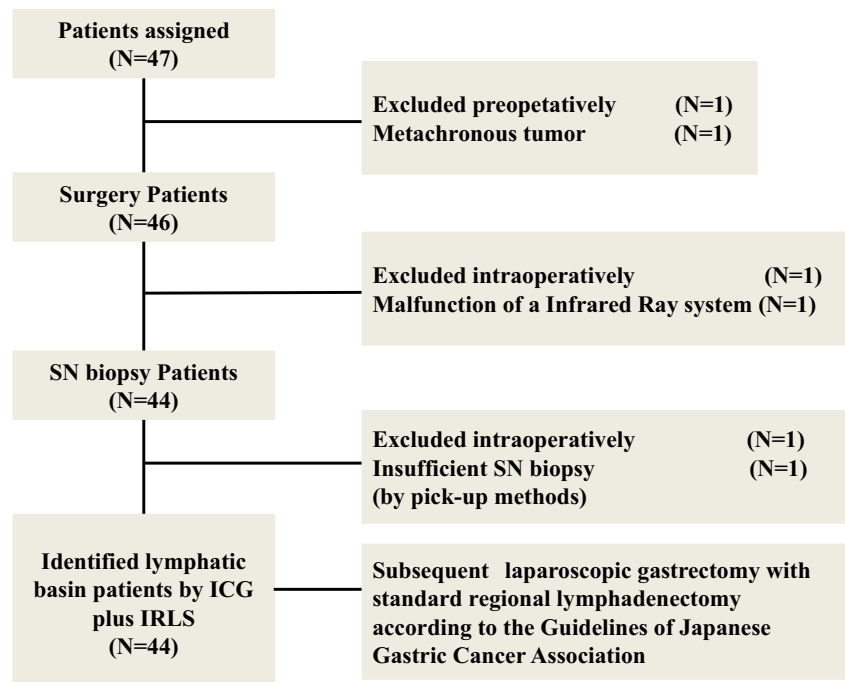 Patients assigned
(N=47)
Excluded preopetatively (N=1)
Metachronous tumor (N=1)
Surgery Patients
(N=46)
Excluded intraoperatively (N=1)
Malfunction of a Infrared Ray system (N=1)
SN biopsy Patients
(N=44)
Excluded intraoperatively (N=1)
Insufficient SN biopsy (N=1)
(by pick-up methods)
Identified lymphatic
basin patients by ICG
plus IRLS
(N=44)
Subsequent laparoscopic gastrectomy with
standard regional lymphadenectomy
according to the Guidelines of Japanese
Gastric Cancer Association